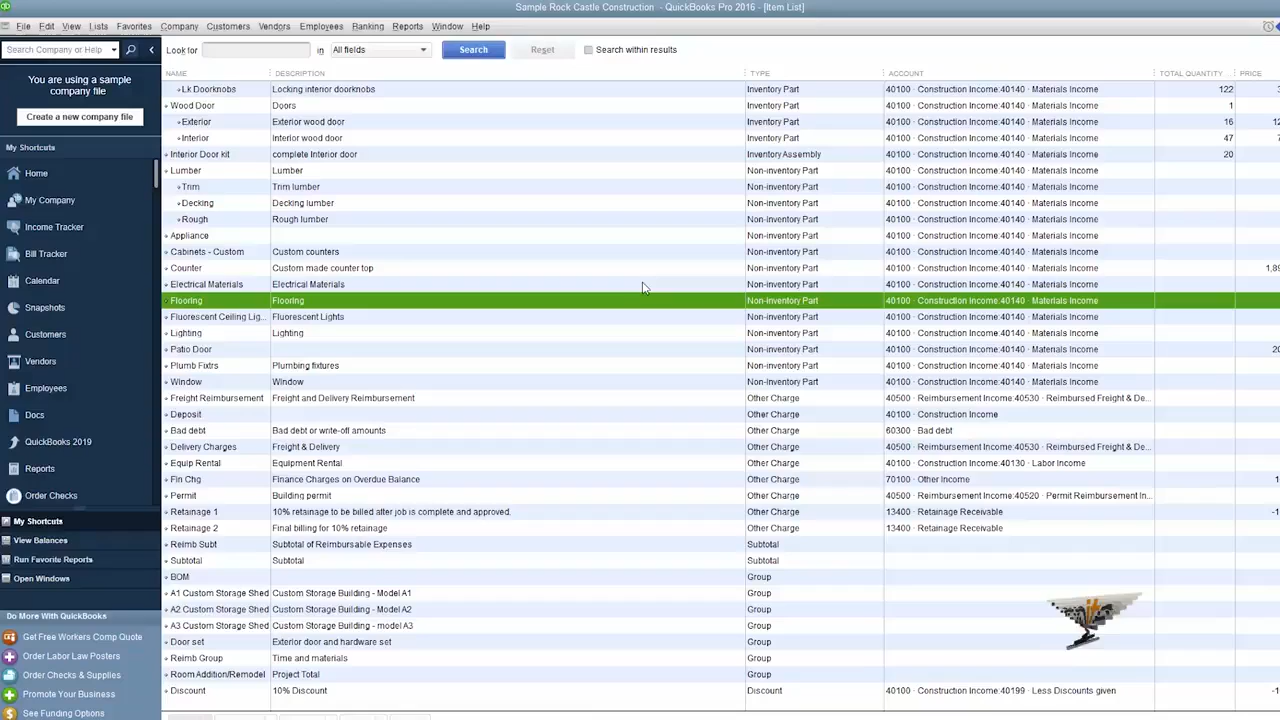 Sample Rock Castle Construction - QuickBooks Pro 2016 - [Item List]
File Edit View Lists Favorites Company Customers Vendors Employees Banking Reports Window Help
Search Company or Help
Look for in All fields Search Reset Search within results
You are using a sample
company file
Create a new company file
My Shortcuts
Home
My Company
Income Tracker
Bill Tracker
Calendar
Snapshots
Customers
Vendors
Employees
Docs
QuickBooks 2019
Reports
Order Checks
My Shortcuts
View Balances
Run Favorite Reports
Open Windows
Do More With QuickBooks
Get Free Workers Comp Quote
Order Labor Law Posters
Order Checks & Supplies
Promote Your Business
See Funding Options
NAME DESCRIPTION TYPE ACCOUNT TOTAL QUANTITY ... PRICE
Lk Doorknobs Locking interior doorknobs Inventory Part 40100 · Construction Income:40140 · Materials Income 122 3
Wood Door Doors Inventory Part 40100 · Construction Income:40140 · Materials Income 1
Exterior Exterior wood door Inventory Part 40100 · Construction Income:40140 · Materials Income 16 12
Interior Interior wood door Inventory Part 40100 · Construction Income:40140 · Materials Income 47 7
Interior Door kit complete Interior door Inventory Assembly 40100 · Construction Income:40140 · Materials Income 20
Lumber Lumber Non-inventory Part 40100 · Construction Income:40140 · Materials Income
Trim Trim lumber Non-inventory Part 40100 · Construction Income:40140 · Materials Income
Decking Decking lumber Non-inventory Part 40100 · Construction Income:40140 · Materials Income
Rough Rough lumber Non-inventory Part 40100 · Construction Income:40140 · Materials Income
Appliance Non-inventory Part 40100 · Construction Income:40140 · Materials Income
Cabinets - Custom Custom counters Non-inventory Part 40100 · Construction Income:40140 · Materials Income
Counter Custom made counter top Non-inventory Part 40100 · Construction Income:40140 · Materials Income 1,89
Electrical Materials Electrical Materials Non-inventory Part 40100 · Construction Income:40140 · Materials Income
Flooring Flooring Non-inventory Part 40100 · Construction Income:40140 · Materials Income
Fluorescent Ceiling Lig... Fluorescent Lights Non-inventory Part 40100 · Construction Income:40140 · Materials Income
Lighting Lighting Non-inventory Part 40100 · Construction Income:40140 · Materials Income
Patio Door Non-inventory Part 40100 · Construction Income:40140 · Materials Income 20
Plumb Fixtrs Plumbing fixtures Non-inventory Part 40100 · Construction Income:40140 · Materials Income
Window Window Non-inventory Part 40100 · Construction Income:40140 · Materials Income
Freight Reimbursement Freight and Delivery Reimbursement Other Charge 40500 · Reimbursement Income:40530 · Reimbursed Freight & De...
Deposit Other Charge 40100 · Construction Income
Bad debt Bad debt or write-off amounts Other Charge 60300 · Bad debt
Delivery Charges Freight & Delivery Other Charge 40500 · Reimbursement Income:40530 · Reimbursed Freight & De...
Equip Rental Equipment Rental Other Charge 40100 · Construction Income:40130 · Labor Income
Fin Chg Finance Charges on Overdue Balance Other Charge 70100 · Other Income 1
Permit Building permit Other Charge 40500 · Reimbursement Income:40520 · Permit Reimbursement In...
Retainage 1 10% retainage to be billed after job is complete and approved. Other Charge 13400 · Retainage Receivable -1
Retainage 2 Final billing for 10% retainage Other Charge 13400 · Retainage Receivable
Reimb Subt Subtotal of Reimbursable Expenses Subtotal
Subtotal Subtotal Subtotal
BOM Group
A1 Custom Storage Shed Custom Storage Building - Model A1 Group
A2 Custom Storage Shed Custom Storage Building - Model A2 Group
A3 Custom Storage Shed Custom Storage Building - model A3 Group
Door set Exterior door and hardware set Group
Reimb Group Time and materials Group
Room Addition/Remodel Project Total Group
Discount 10% Discount Discount 40100 · Construction Income:40199 · Less Discounts given -1
it